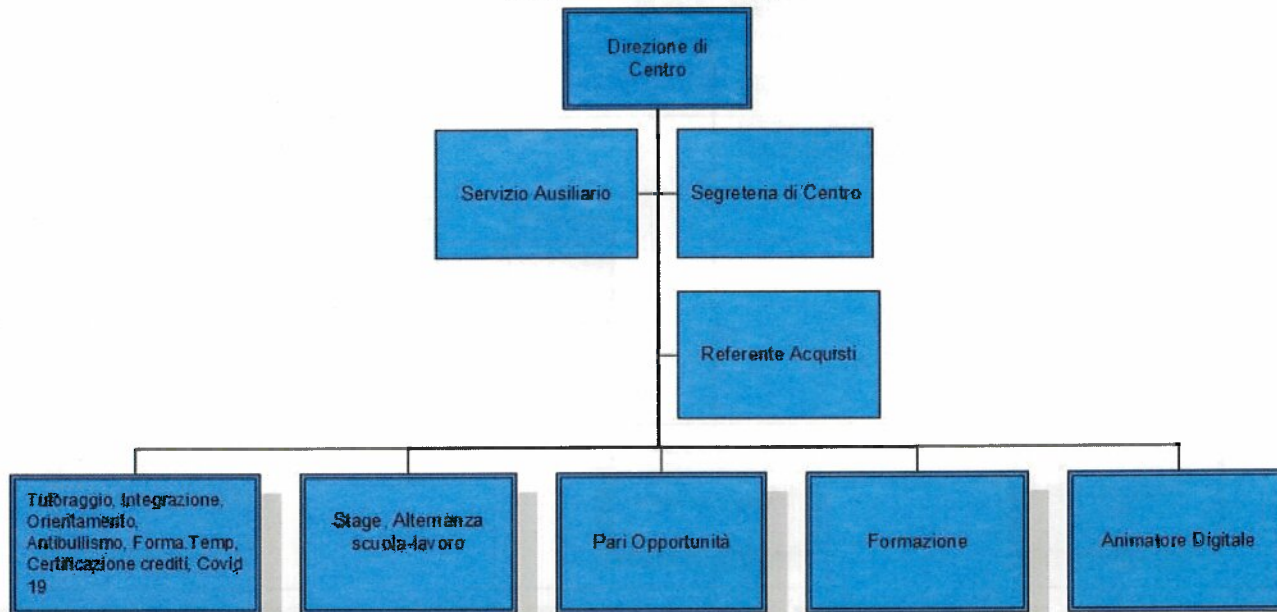 Direzione di
Centro
Servizio Ausiliario
Segreteria di Centro
Referente Acquisti
Tutoraggio, Integrazione,
Orientamento,
Antibullismo, Forma.Temp,
Certificazione crediti, Covid
19
Stage, Alternanza
scuola-lavoro
Pari Opportunità
Formazione
Animatore Digitale